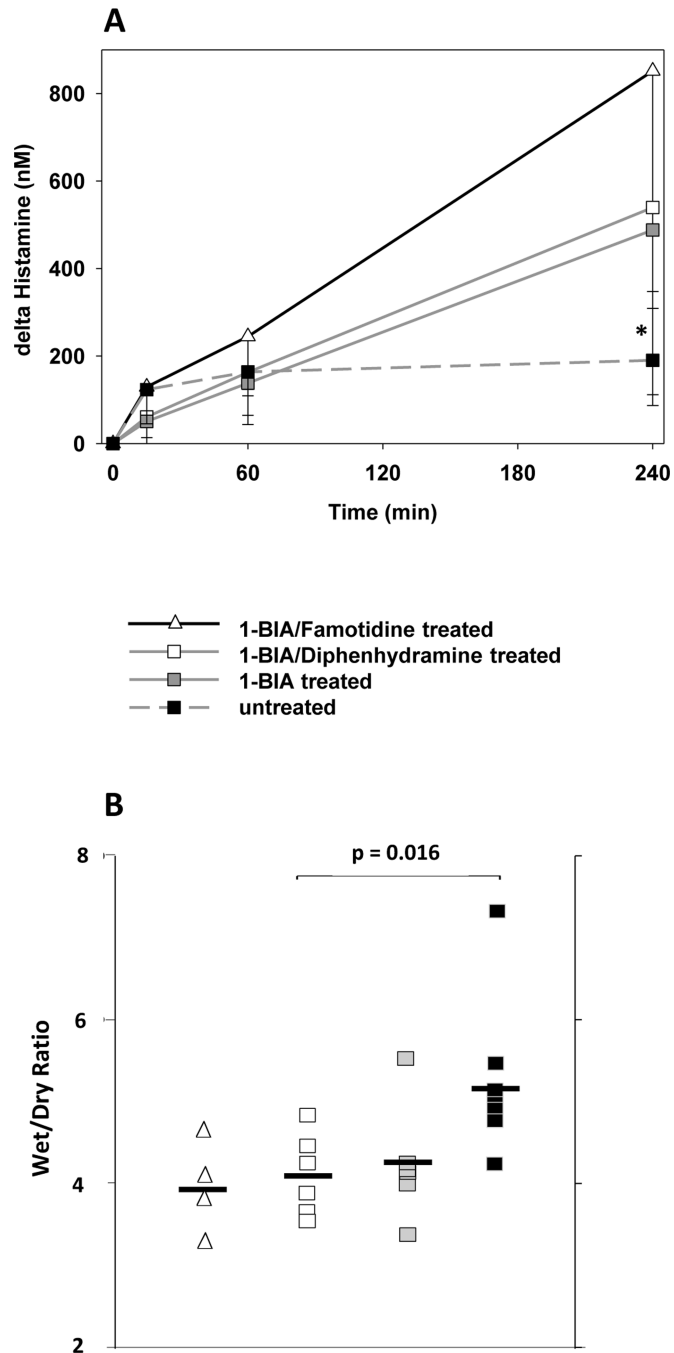 A
800
600
400
200
0
delta Histamine (nM)
*
0 60 120 180 240
Time (min)
1-BIA/Famotidine treated
1-BIA/Diphenhydramine treated
1-BIA treated
untreated
B
p = 0.016
8
6
4
2
Wet/Dry Ratio